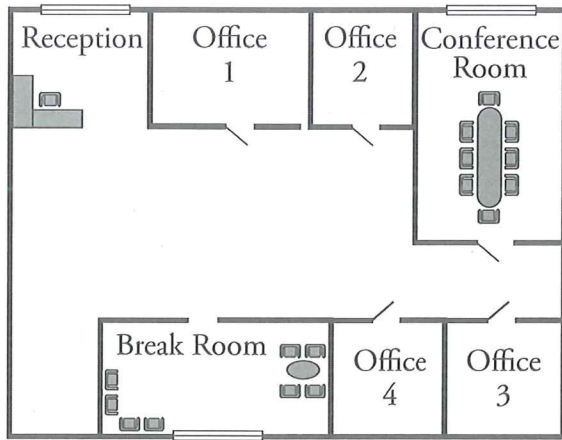 Reception
Office
1
Office
2
Conference
Room
Break Room
Office
4
Office
3